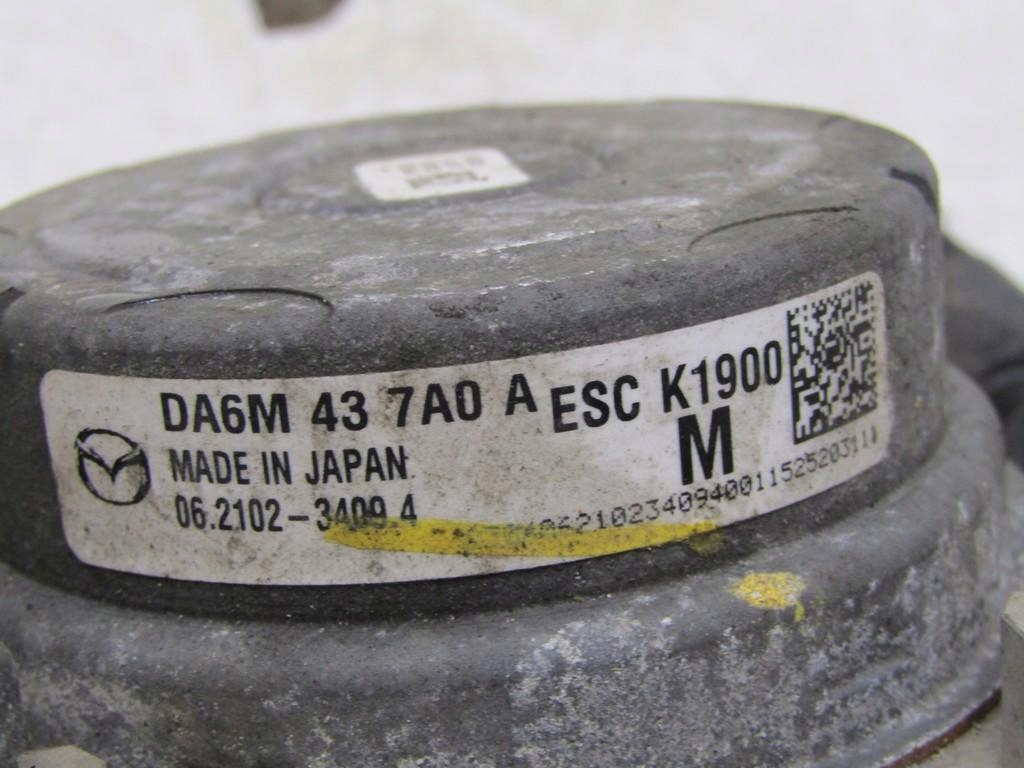 DA6M 43 7A0 A ESC K1900
MADE IN JAPAN M
06.2102-3409.4